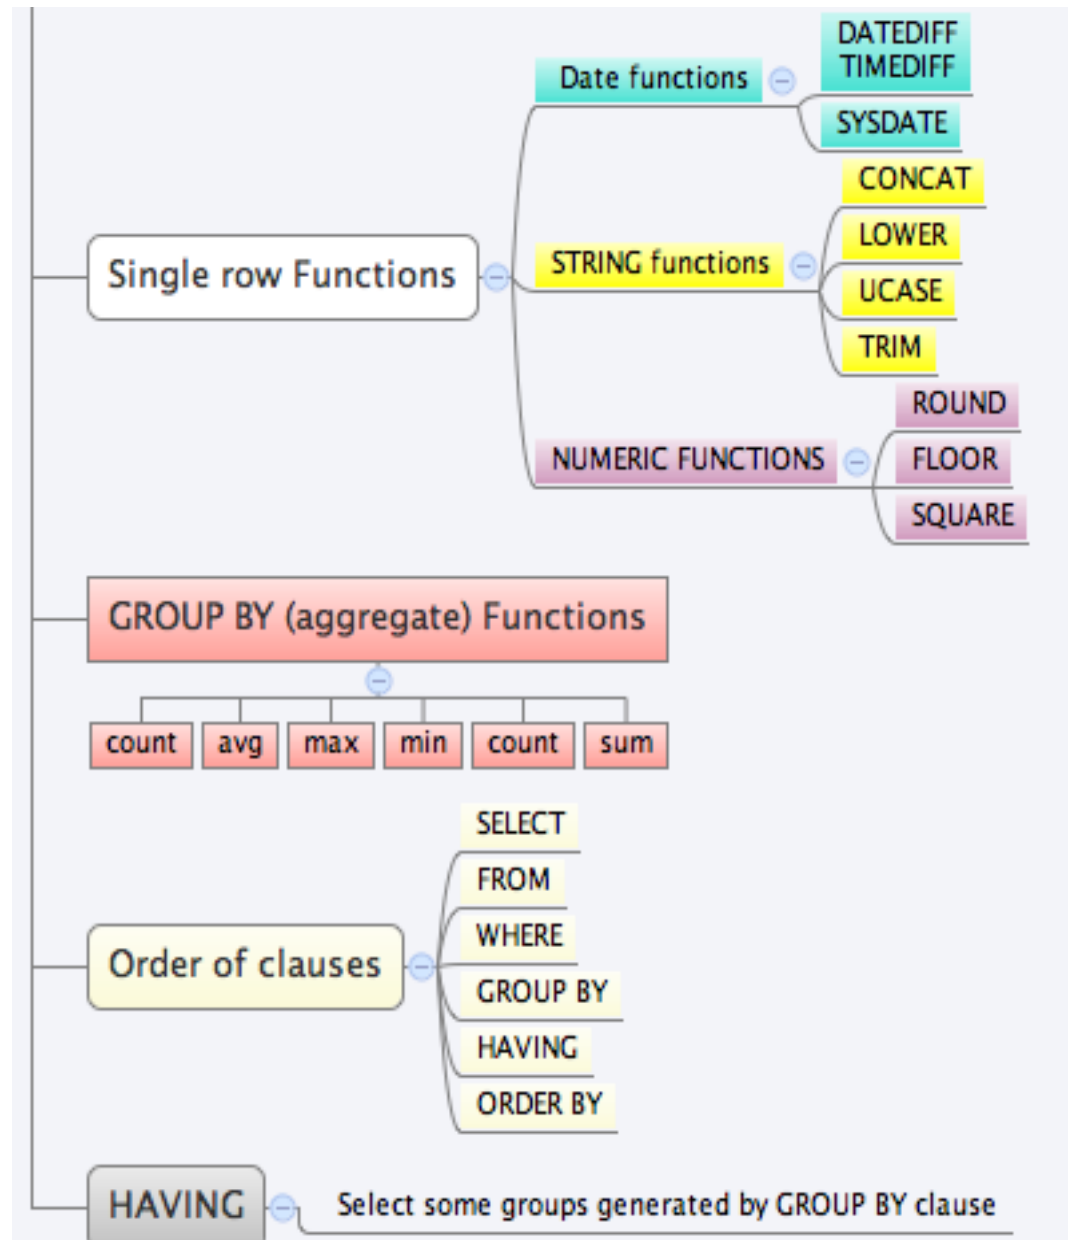 Single row Functions
Date functions
DATEDIFF
TIMEDIFF
SYSDATE
STRING functions
CONCAT
LOWER
UCASE
TRIM
NUMERIC FUNCTIONS
ROUND
FLOOR
SQUARE
GROUP BY (aggregate) Functions
count avg max min count sum
Order of clauses
SELECT
FROM
WHERE
GROUP BY
HAVING
ORDER BY
HAVING
Select some groups generated by GROUP BY clause